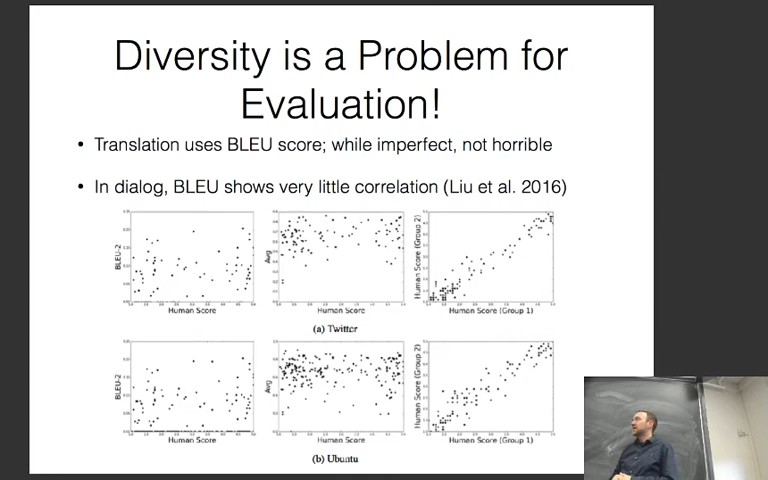 Diversity is a Problem for
Evaluation!
• Translation uses BLEU score; while imperfect, not horrible
• In dialog, BLEU shows very little correlation (Liu et al. 2016)
BLEU-2
Human Score
Avg
Human Score
Human Score (Group 2)
Human Score (Group 1)
(a) Twitter
BLEU-2
Human Score
Avg
Human Score
Human Score (Group 2)
Human Score (Group 1)
(b) Ubuntu